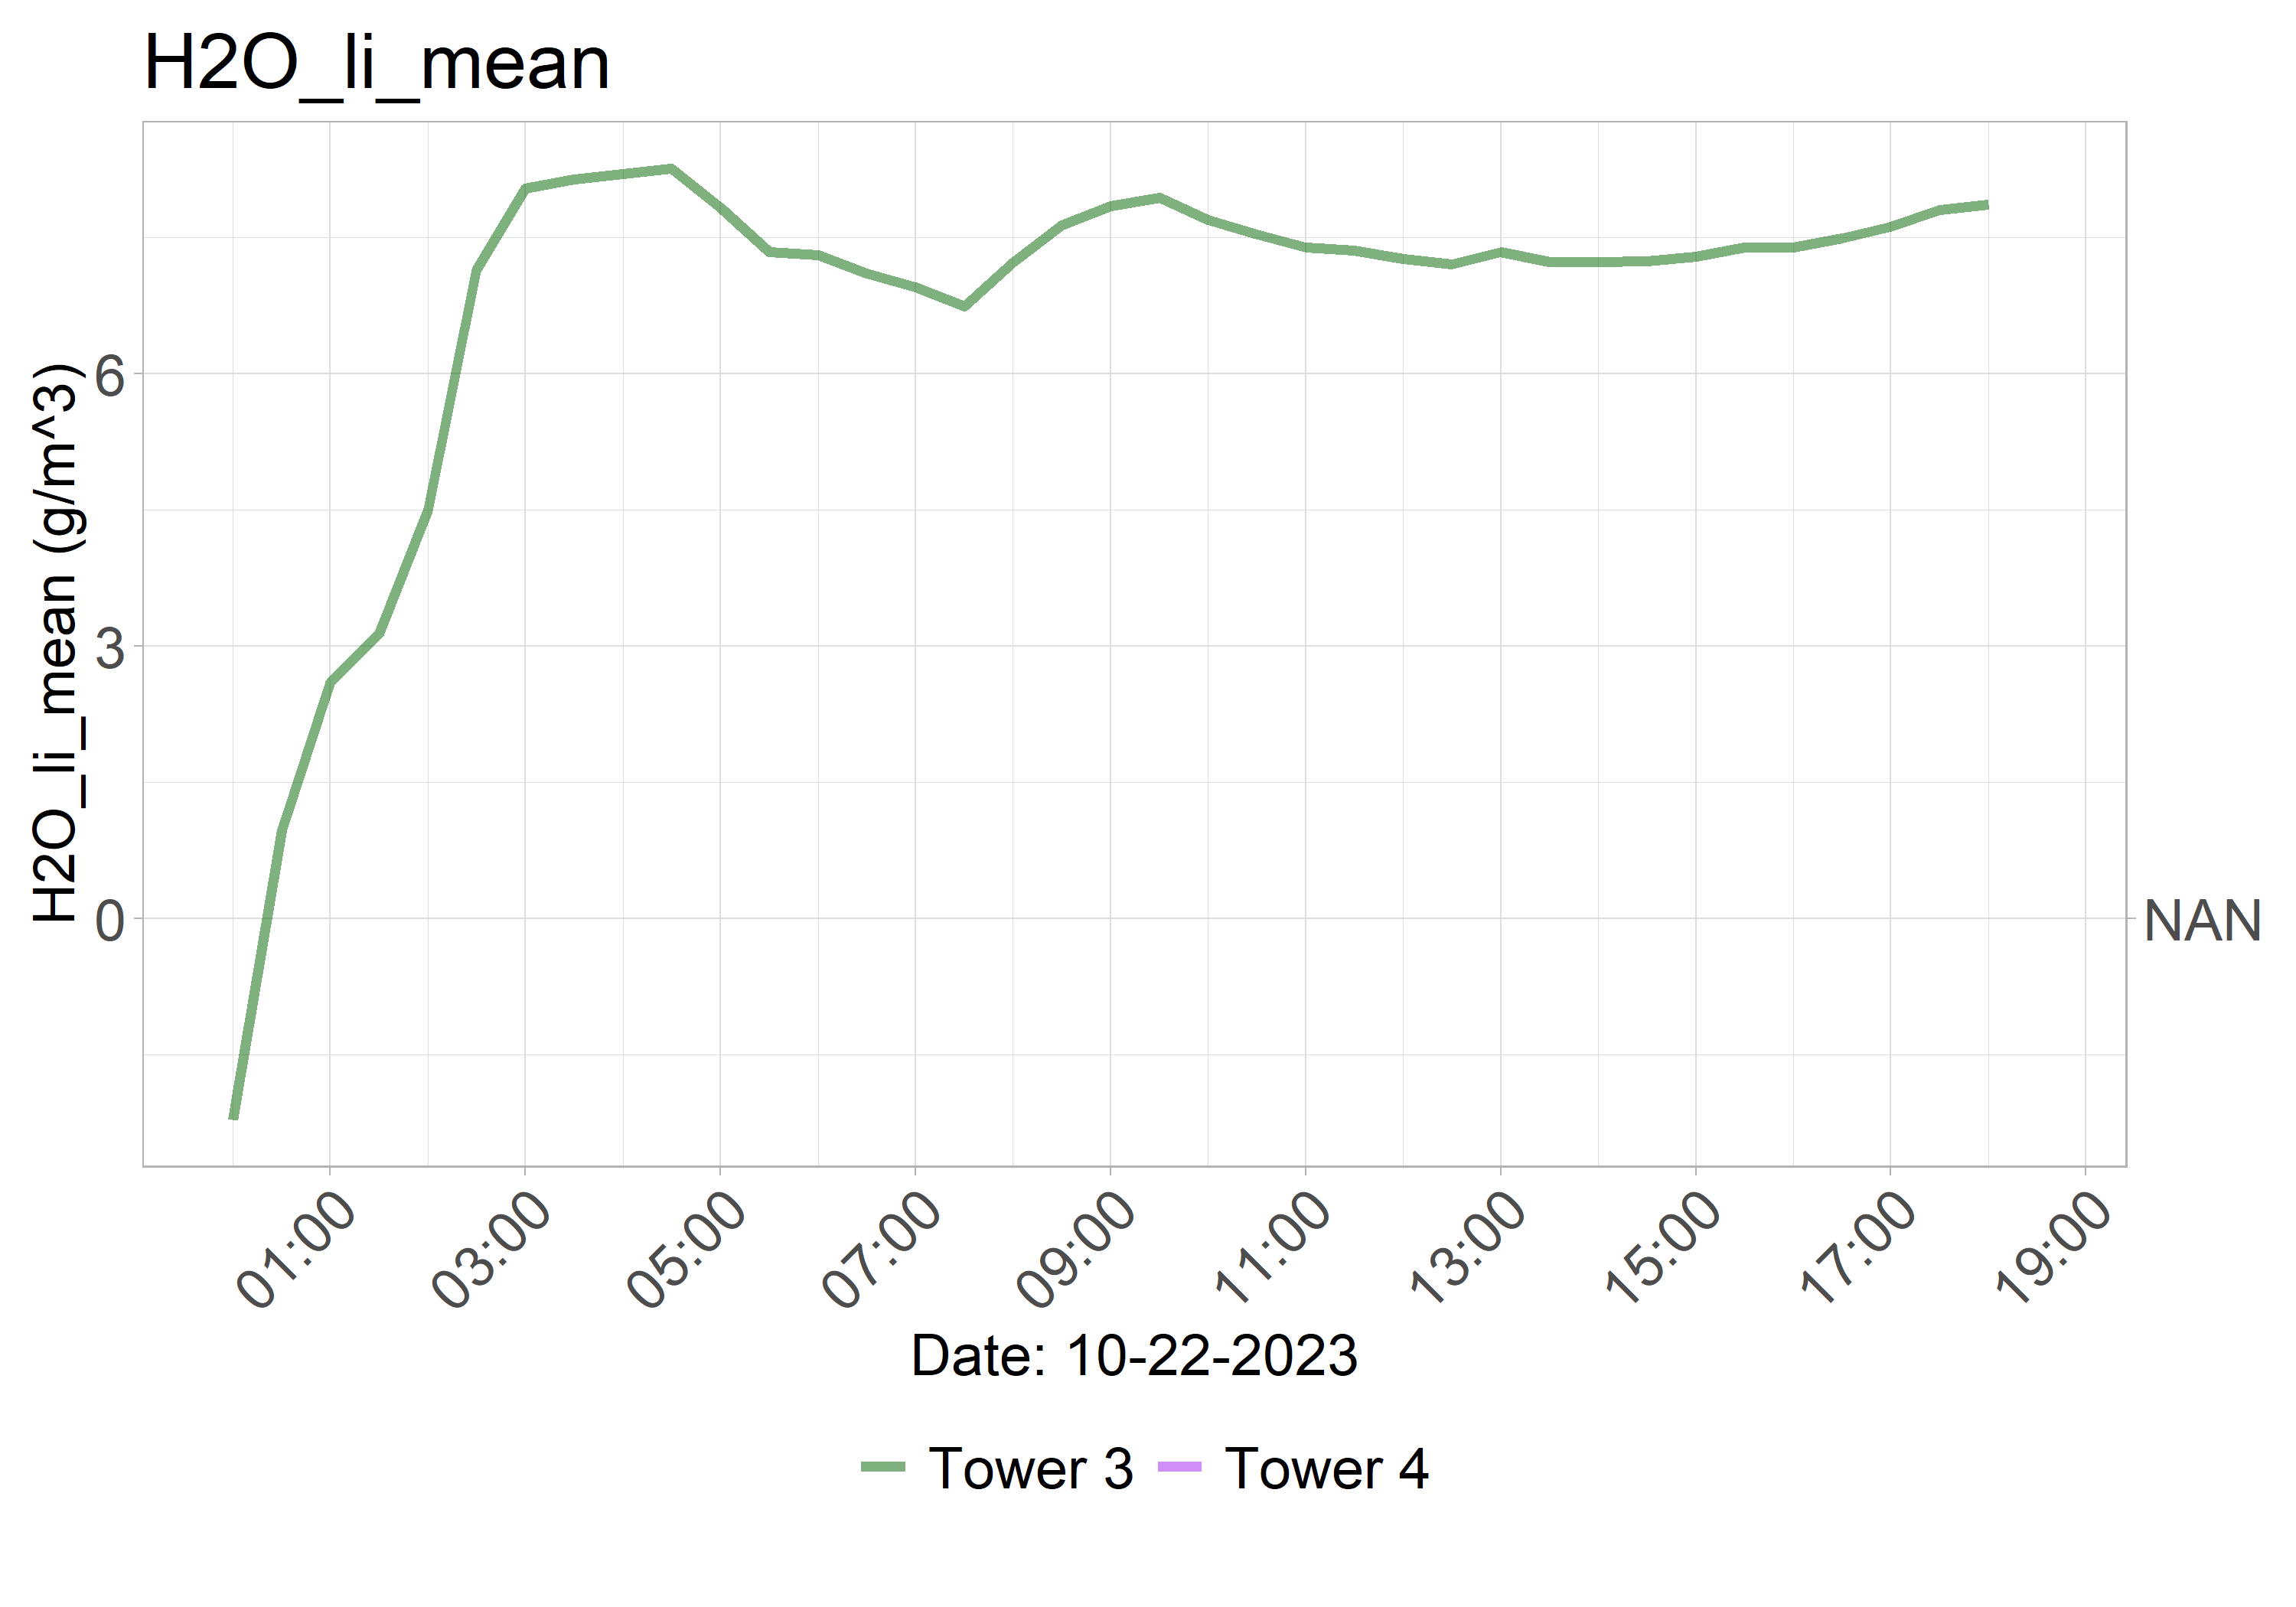 H2O_li_mean
H2O_li_mean (g/m^3)
6
3
0
NAN
01:00
03:00
05:00
07:00
09:00
11:00
13:00
15:00
17:00
19:00
Date: 10-22-2023
Tower 3
Tower 4